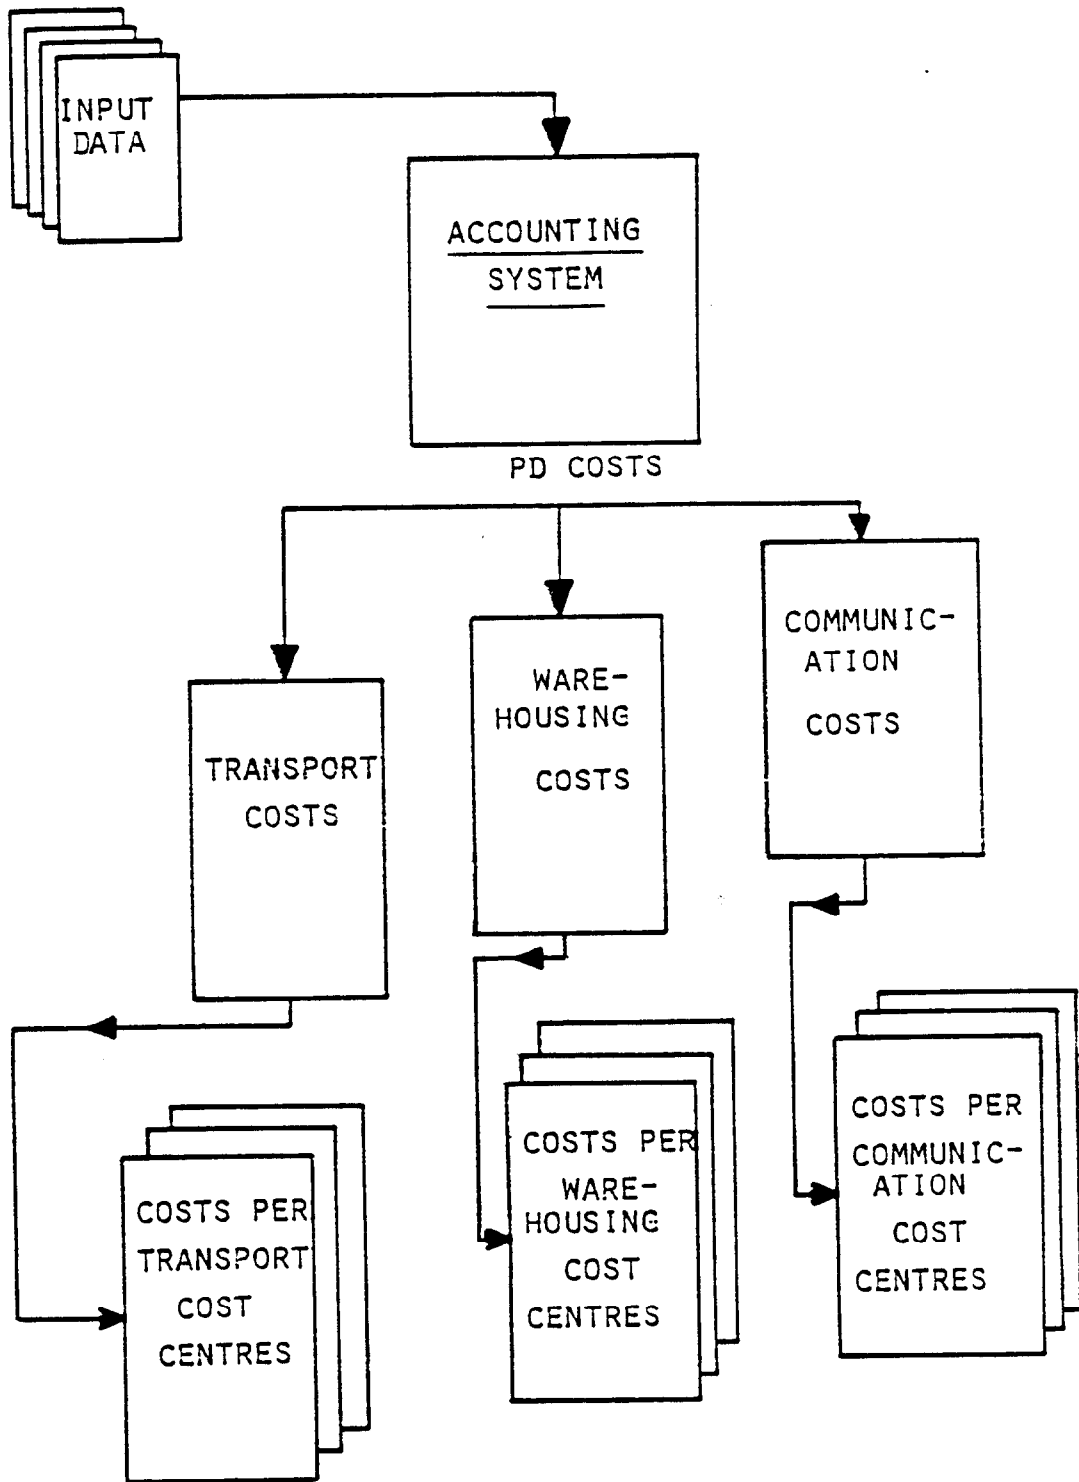 INPUT
DATA
ACCOUNTING
SYSTEM
PD COSTS
COMMUNIC-
ATION
COSTS
WARE-
HOUSING
COSTS
TRANSPORT
COSTS
COSTS PER
COMMUNIC-
ATION
COST
CENTRES
COSTS PER
WARE-
HOUSING
COST
CENTRES
COSTS PER
TRANSPORT
COST
CENTRES